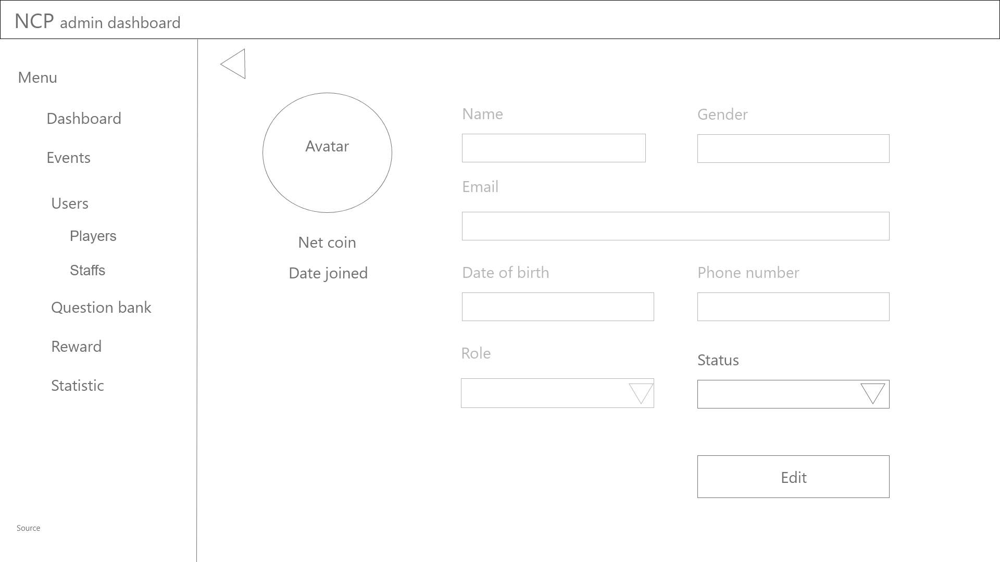 NCP admin dashboard
Menu
Dashboard
Events
Users
Players
Staffs
Question bank
Reward
Statistic
Source
Avatar
Net coin
Date joined
Name
Gender
Email
Date of birth
Phone number
Role
Status
Edit